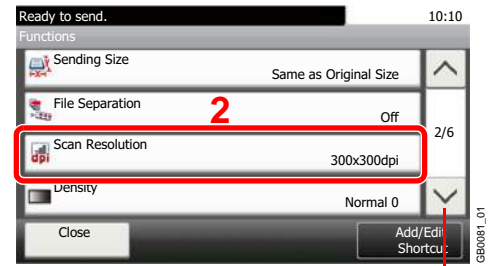 Ready to send.
10:10
Functions
Sending Size
Same as Original Size
File Separation
2
Off
2/6
Scan Resolution
dpi
300x300dpi
Density
Normal 0
Close
Add/Edit
Shortcut
GB0081_01